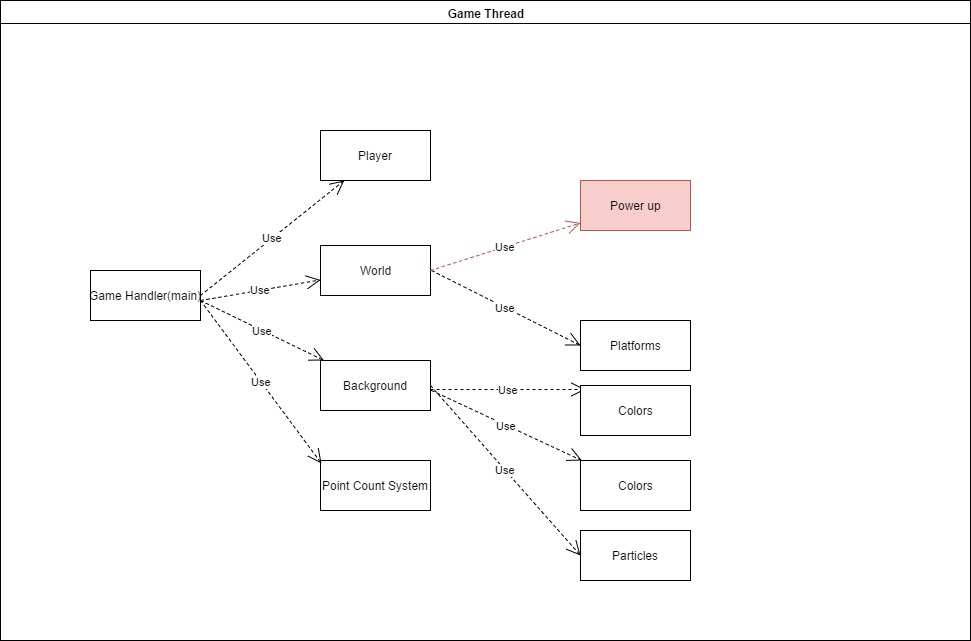 Game Thread
Player
Power up
Use
Use
World
Game Handler(main)
Use
Use
Use
Platforms
Use
Background
Use
Colors
Use
Use
Point Count System
Colors
Particles